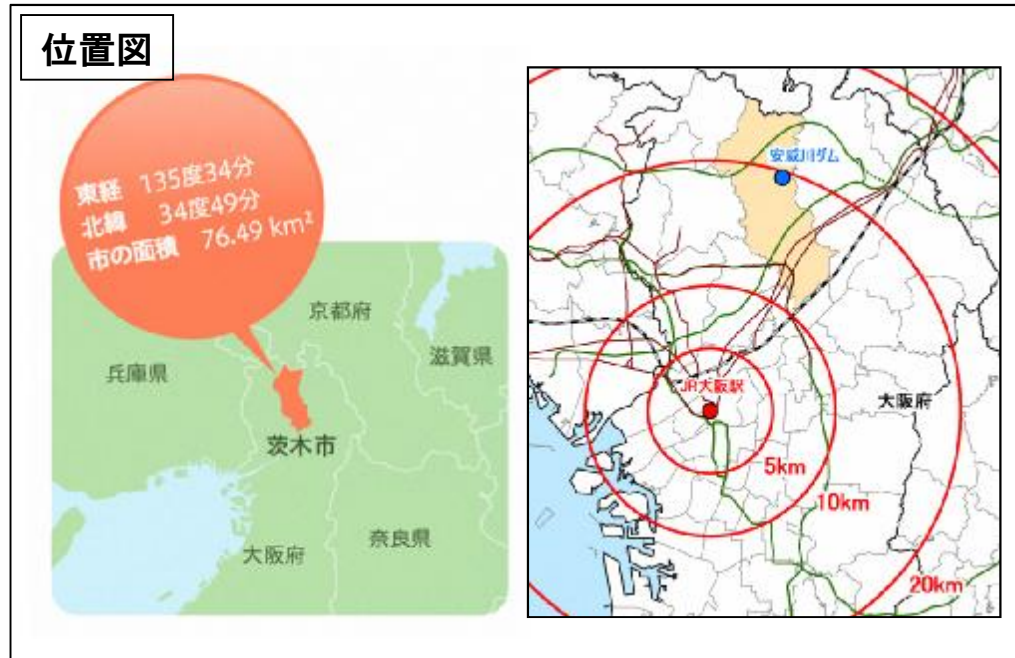 位置図
東経 135度34分
北緯 34度49分
市の面積 76.49 km²
京都府
兵庫県
滋賀県
茨木市
大阪府
奈良県
安威川ダム
JR大阪駅
大阪府
5km
10km
20km